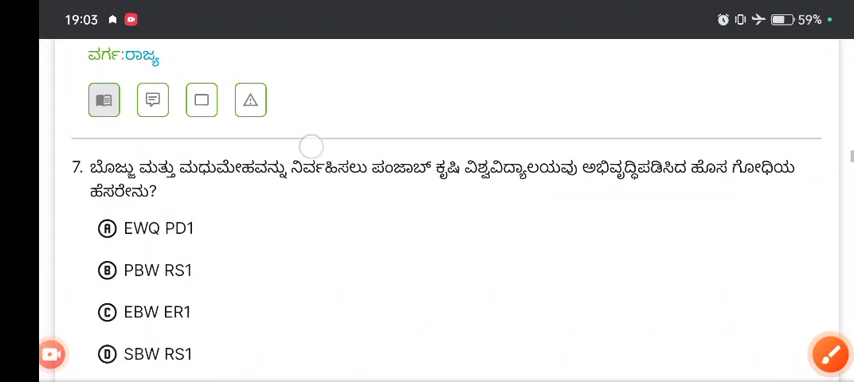 19:03 59%
ವರ್ಗ:ರಾಜ್ಯ
7. ಬೊಜ್ಜು ಮತ್ತು ಮಧುಮೇಹವನ್ನು ನಿರ್ವಹಿಸಲು ಪಂಜಾಬ್ ಕೃಷಿ ವಿಶ್ವವಿದ್ಯಾಲಯವು ಅಭಿವೃದ್ಧಿಪಡಿಸಿದ ಹೊಸ ಗೋಧಿಯ
ಹೆಸರೇನು?
A EWQ PD1
B PBW RS1
C EBW ER1
D SBW RS1